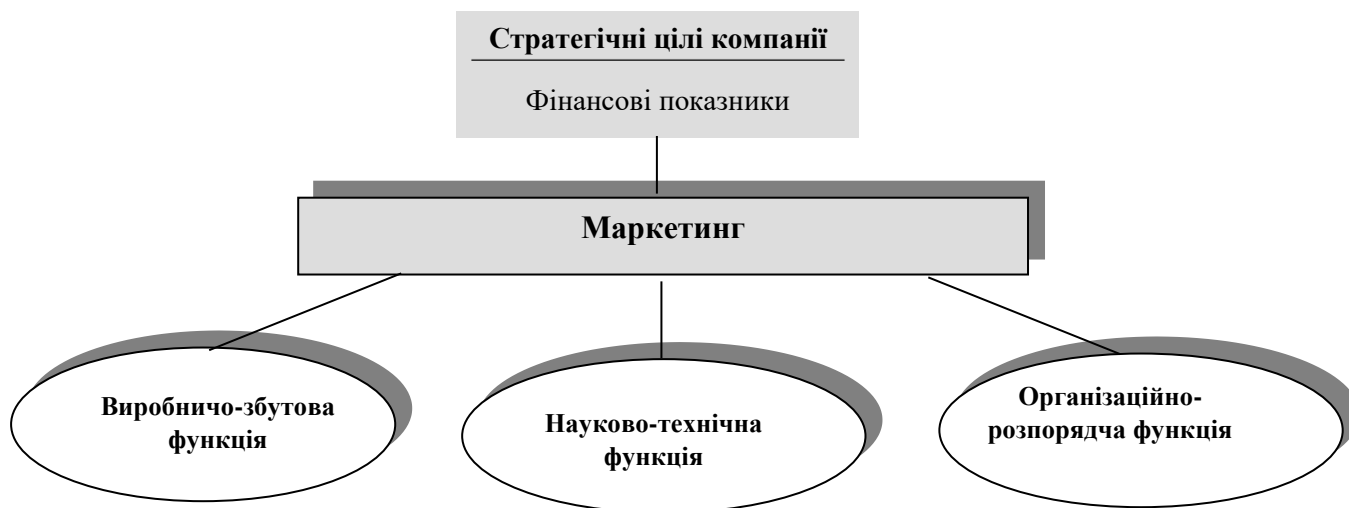 Стратегічні цілі компанії
Фінансові показники
Маркетинг
Виробничо-збутова
функція
Науково-технічна
функція
Організаційно-
розпорядча функція